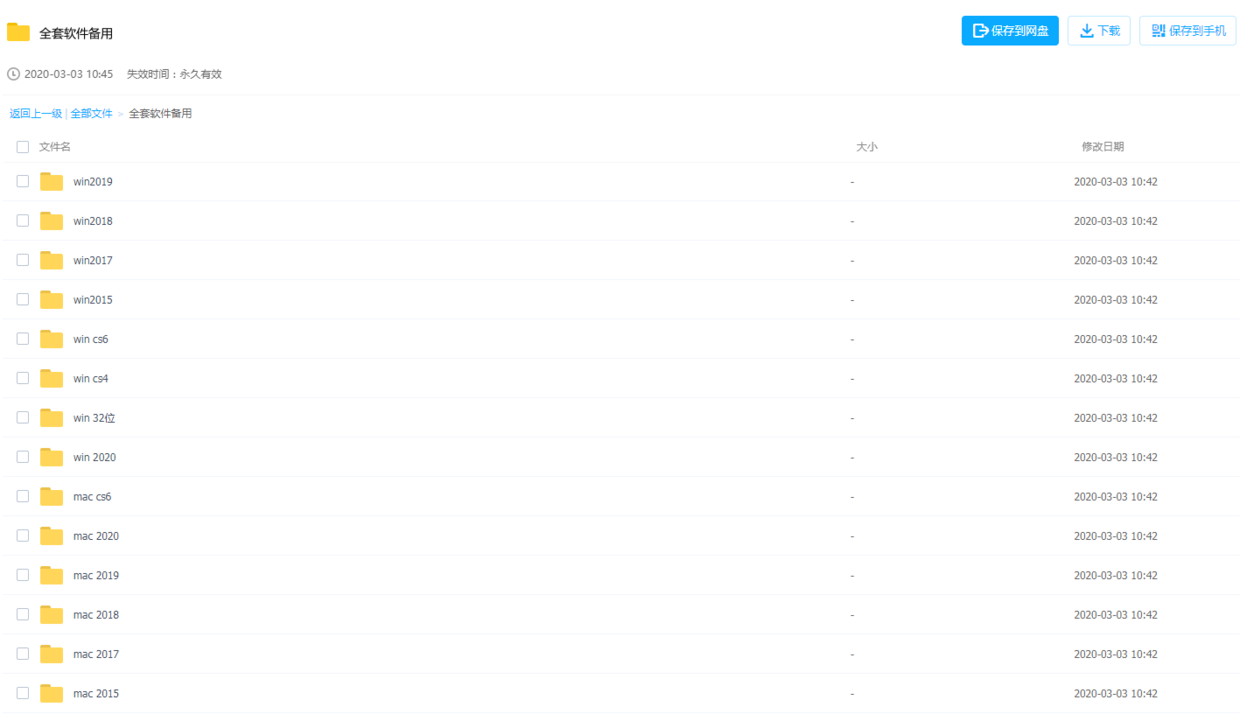 全套软件备用 保存到网盘 下载 保存到手机
2020-03-03 10:45 失效时间：永久有效
返回上一级 | 全部文件 > 全套软件备用
文件名 大小 修改日期
win2019 - 2020-03-03 10:42
win2018 - 2020-03-03 10:42
win2017 - 2020-03-03 10:42
win2015 - 2020-03-03 10:42
win cs6 - 2020-03-03 10:42
win cs4 - 2020-03-03 10:42
win 32位 - 2020-03-03 10:42
win 2020 - 2020-03-03 10:42
mac cs6 - 2020-03-03 10:42
mac 2020 - 2020-03-03 10:42
mac 2019 - 2020-03-03 10:42
mac 2018 - 2020-03-03 10:42
mac 2017 - 2020-03-03 10:42
mac 2015 - 2020-03-03 10:42